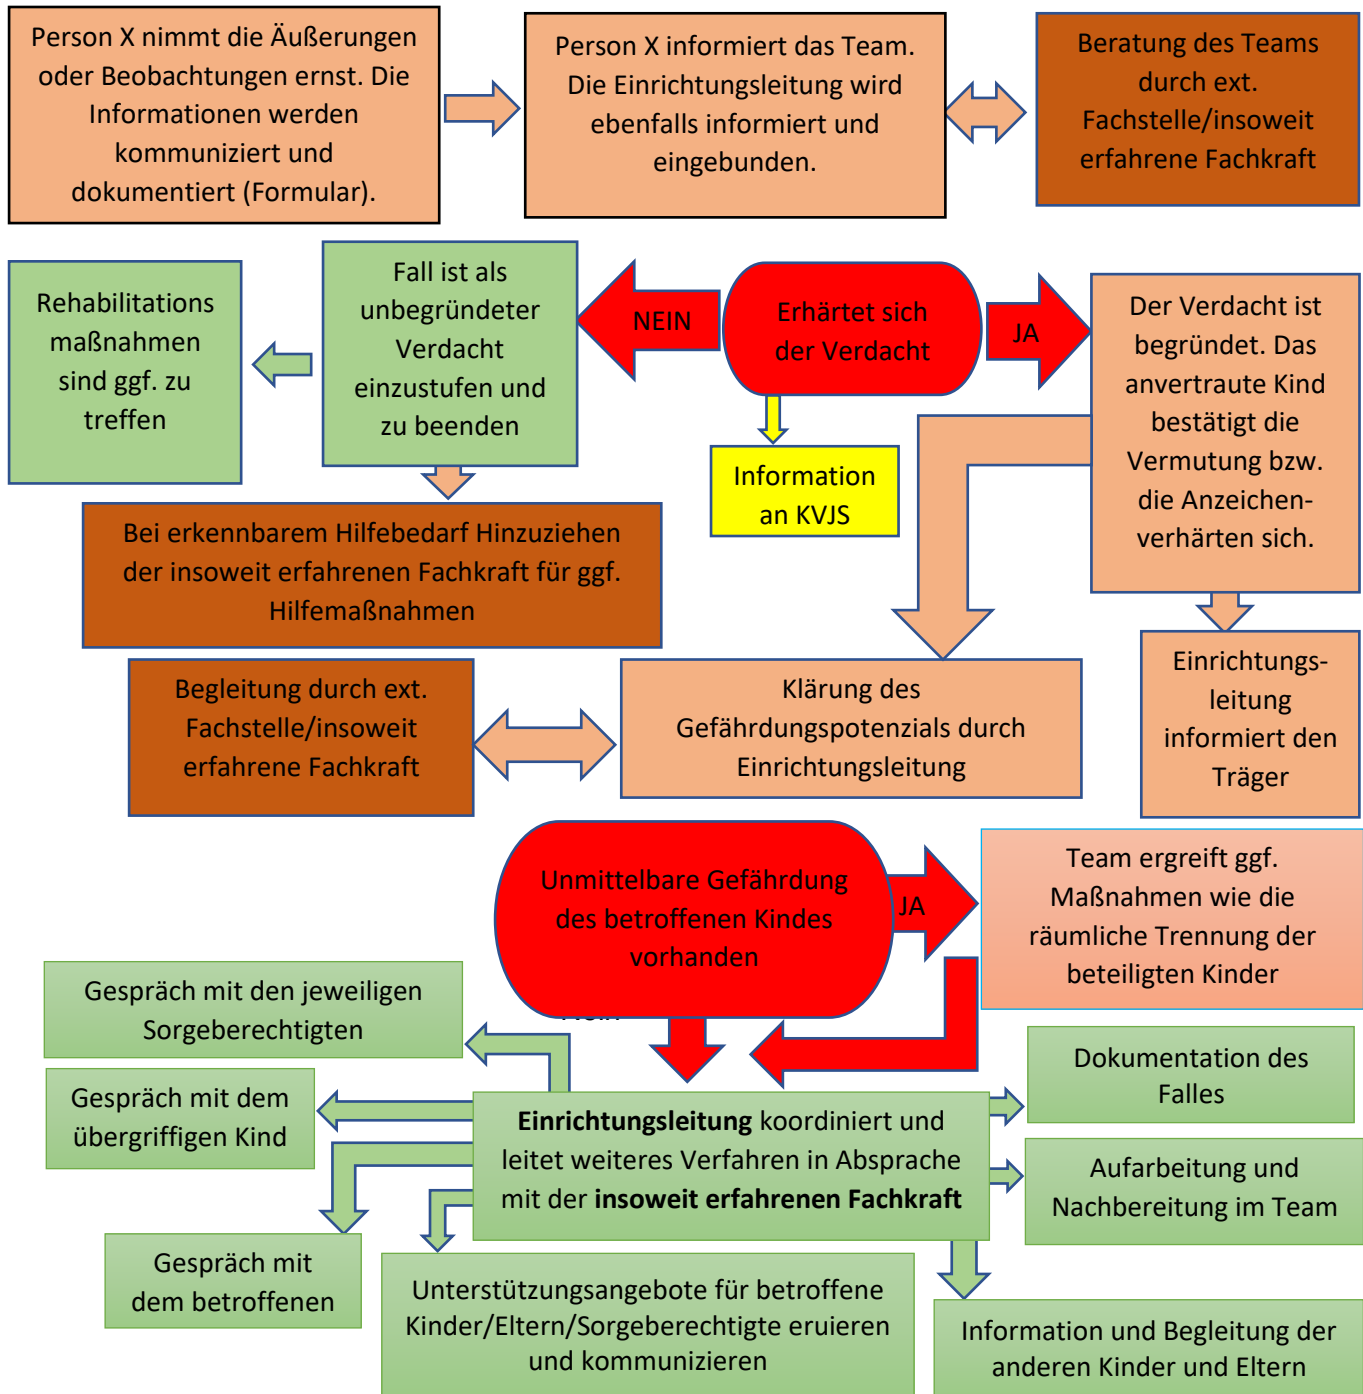 Person X nimmt die Äußerungen
oder Beobachtungen ernst. Die
Informationen werden
kommuniziert und
dokumentiert (Formular).
Person X informiert das Team.
Die Einrichtungsleitung wird
ebenfalls informiert und
eingebunden.
Beratung des Teams
durch ext.
Fachstelle/insoweit
erfahrene Fachkraft
Rehabilitations
maßnahmen
sind ggf. zu
treffen
Fall ist als
unbegründeter
Verdacht
einzustufen und
zu beenden
NEIN
Erhärtet sich
der Verdacht
JA
Der Verdacht ist
begründet. Das
anvertraute Kind
bestätigt die
Vermutung bzw.
die Anzeichen-
verhärten sich.
Information
an KVJS
Bei erkennbarem Hilfebedarf Hinzuziehen
der insoweit erfahrenen Fachkraft für ggf.
Hilfemaßnahmen
Einrichtungs-
leitung
informiert den
Träger
Begleitung durch ext.
Fachstelle/insoweit
erfahrene Fachkraft
Klärung des
Gefährdungspotenzials durch
Einrichtungsleitung
Unmittelbare Gefährdung
des betroffenen Kindes
vorhanden
JA
Team ergreift ggf.
Maßnahmen wie die
räumliche Trennung der
beteiligten Kinder
Gespräch mit den jeweiligen
Sorgeberechtigten
Gespräch mit dem
übergriffigen Kind
Gespräch mit
dem betroffenen
Einrichtungsleitung koordiniert und
leitet weiteres Verfahren in Absprache
mit der insoweit erfahrenen Fachkraft
Dokumentation des
Falles
Aufarbeitung und
Nachbereitung im Team
Unterstützungsangebote für betroffene
Kinder/Eltern/Sorgeberechtigte eruieren
und kommunizieren
Information und Begleitung der
anderen Kinder und Eltern